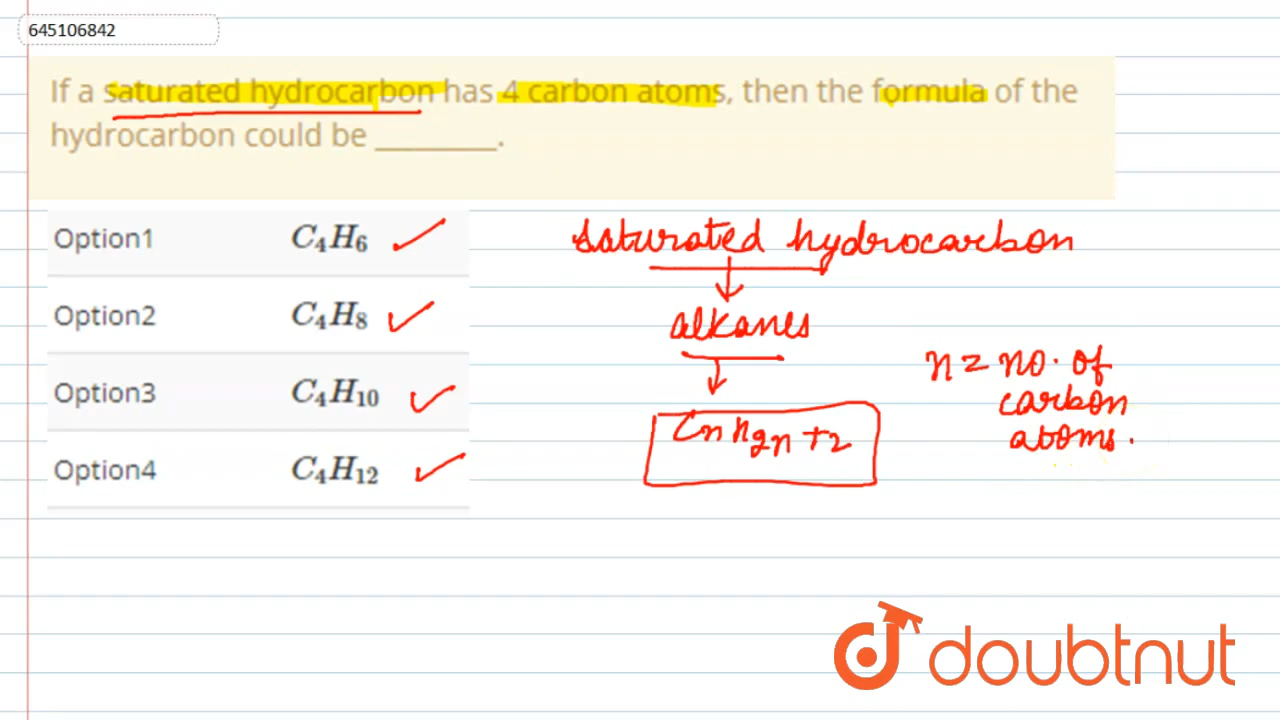 645106842
If a saturated hydrocarbon has 4 carbon atoms, then the formula of the
hydrocarbon could be ________.
Option1 C₄H₆ ✓
Option2 C₄H₈ ✓
Option3 C₄H₁₀ ✓
Option4 C₄H₁₂ ✓
saturated hydrocarbon
↓
alkanes
↓
CnH2n+2
n = no. of
carbon
atoms.
doubtnut